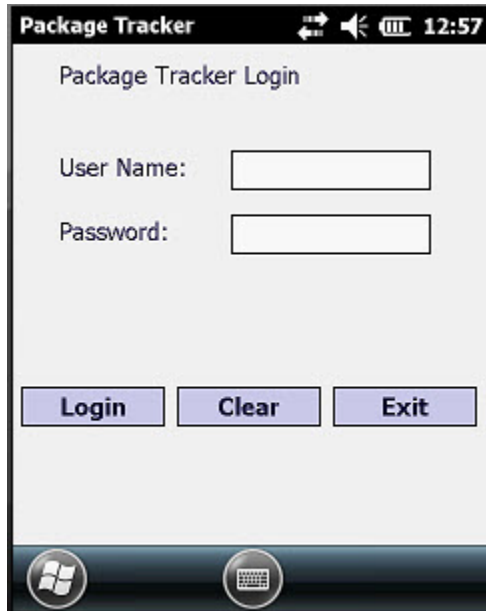 Package Tracker 12:57
Package Tracker Login
User Name:
Password:
Login Clear Exit